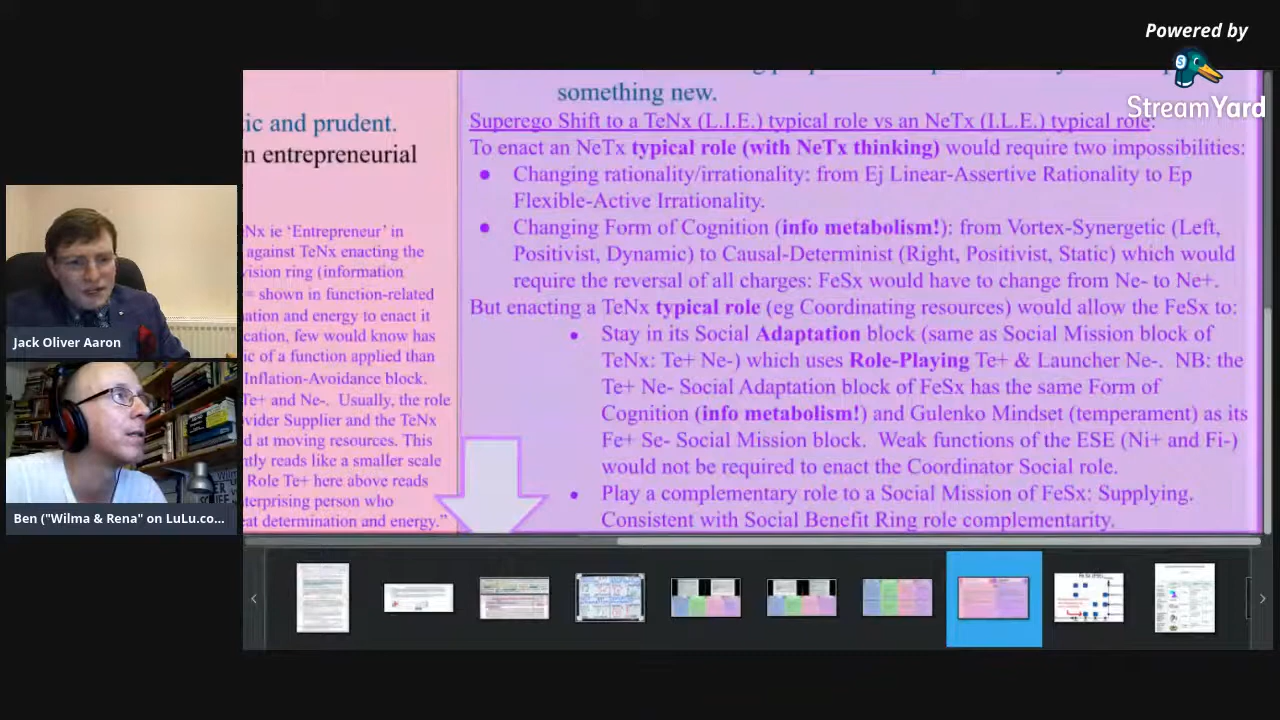 Powered by
StreamYard
something new.
Superego Shift to a TeNx (L.I.E.) typical role vs an NeTx (I.L.E.) typical role:
To enact an NeTx typical role (with NeTx thinking) would require two impossibilities:
● Changing rationality/irrationality: from Ej Linear-Assertive Rationality to Ep
Flexible-Active Irrationality.
● Changing Form of Cognition (info metabolism!): from Vortex-Synergetic (Left,
Positivist, Dynamic) to Causal-Determinist (Right, Positivist, Static) which would
require the reversal of all charges: FeSx would have to change from Ne- to Ne+.
But enacting a TeNx typical role (eg Coordinating resources) would allow the FeSx to:
● Stay in its Social Adaptation block (same as Social Mission block of
TeNx: Te+ Ne-) which uses Role-Playing Te+ & Launcher Ne-. NB: the
Te+ Ne- Social Adaptation block of FeSx has the same Form of
Cognition (info metabolism!) and Gulenko Mindset (temperament) as its
Fe+ Se- Social Mission block. Weak functions of the ESE (Ni+ and Fi-)
would not be required to enact the Coordinator Social role.
● Play a complementary role to a Social Mission of FeSx: Supplying.
Consistent with Social Benefit Ring role complementarity.
ic and prudent.
n entrepreneurial
Nx ie ‘Entrepreneur’ in
against TeNx enacting the
vision ring (information
= shown in function-related
ation and energy to enact it
cation, few would know has
ic of a function applied than
Inflation-Avoidance block.
Te+ and Ne-. Usually, the role
vider Supplier and the TeNx
d at moving resources. This
ntly reads like a smaller scale
Role Te+ here above reads
terprising person who
eat determination and energy.”
Jack Oliver Aaron
Ben ("Wilma & Rena" on LuLu.co...